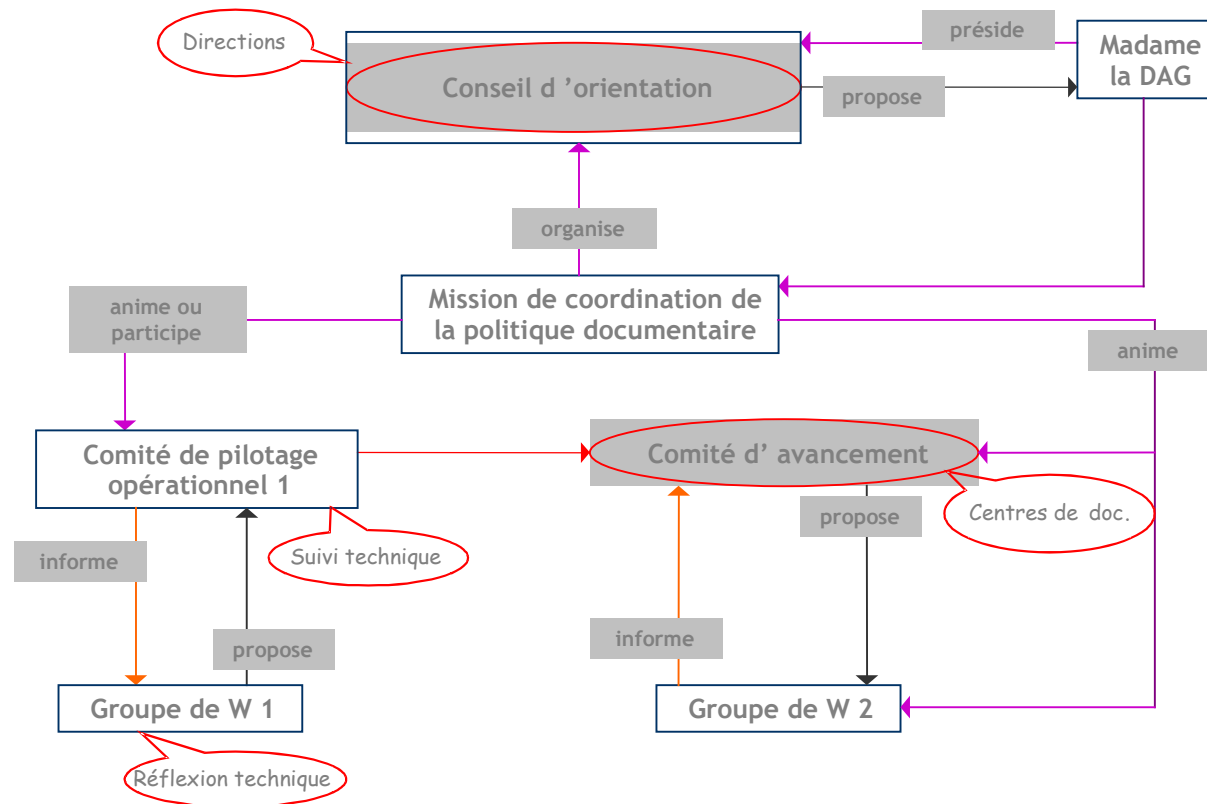 Directions
préside
Madame
la DAG
Conseil d ’orientation
propose
organise
Mission de coordination de
la politique documentaire
anime ou
participe
anime
Comité de pilotage
opérationnel 1
Comité d’ avancement
propose
Centres de doc.
informe
Suivi technique
propose
informe
Groupe de W 1
Groupe de W 2
Réflexion technique